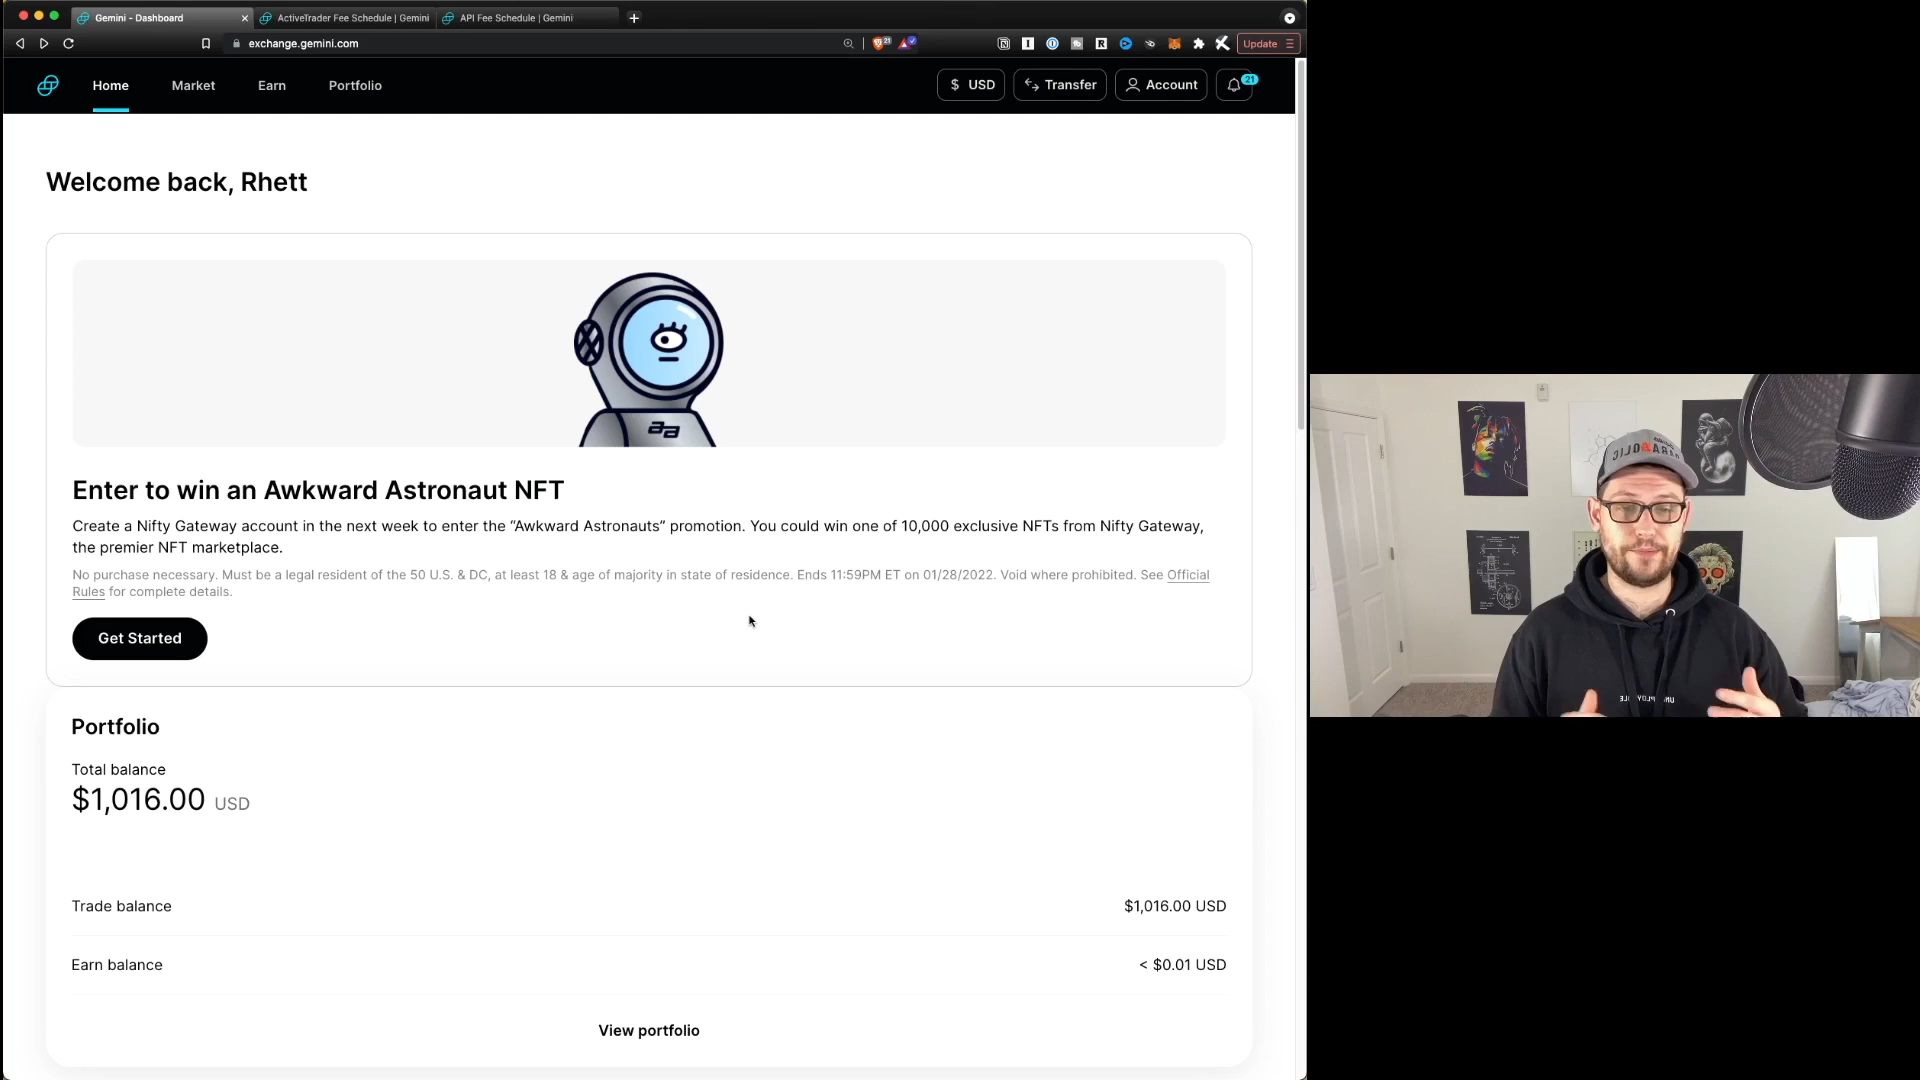 Gemini - Dashboard
ActiveTrader Fee Schedule | Gemini
API Fee Schedule | Gemini
exchange.gemini.com
21
Update
Home
Market
Earn
Portfolio
$ USD
Transfer
Account
21
Welcome back, Rhett
aa
Enter to win an Awkward Astronaut NFT
Create a Nifty Gateway account in the next week to enter the “Awkward Astronauts” promotion. You could win one of 10,000 exclusive NFTs from Nifty Gateway,
the premier NFT marketplace.
No purchase necessary. Must be a legal resident of the 50 U.S. & DC, at least 18 & age of majority in state of residence. Ends 11:59PM ET on 01/28/2022. Void where prohibited. See Official
Rules for complete details.
Get Started
Portfolio
Total balance
$1,016.00 USD
Trade balance
$1,016.00 USD
Earn balance
< $0.01 USD
View portfolio